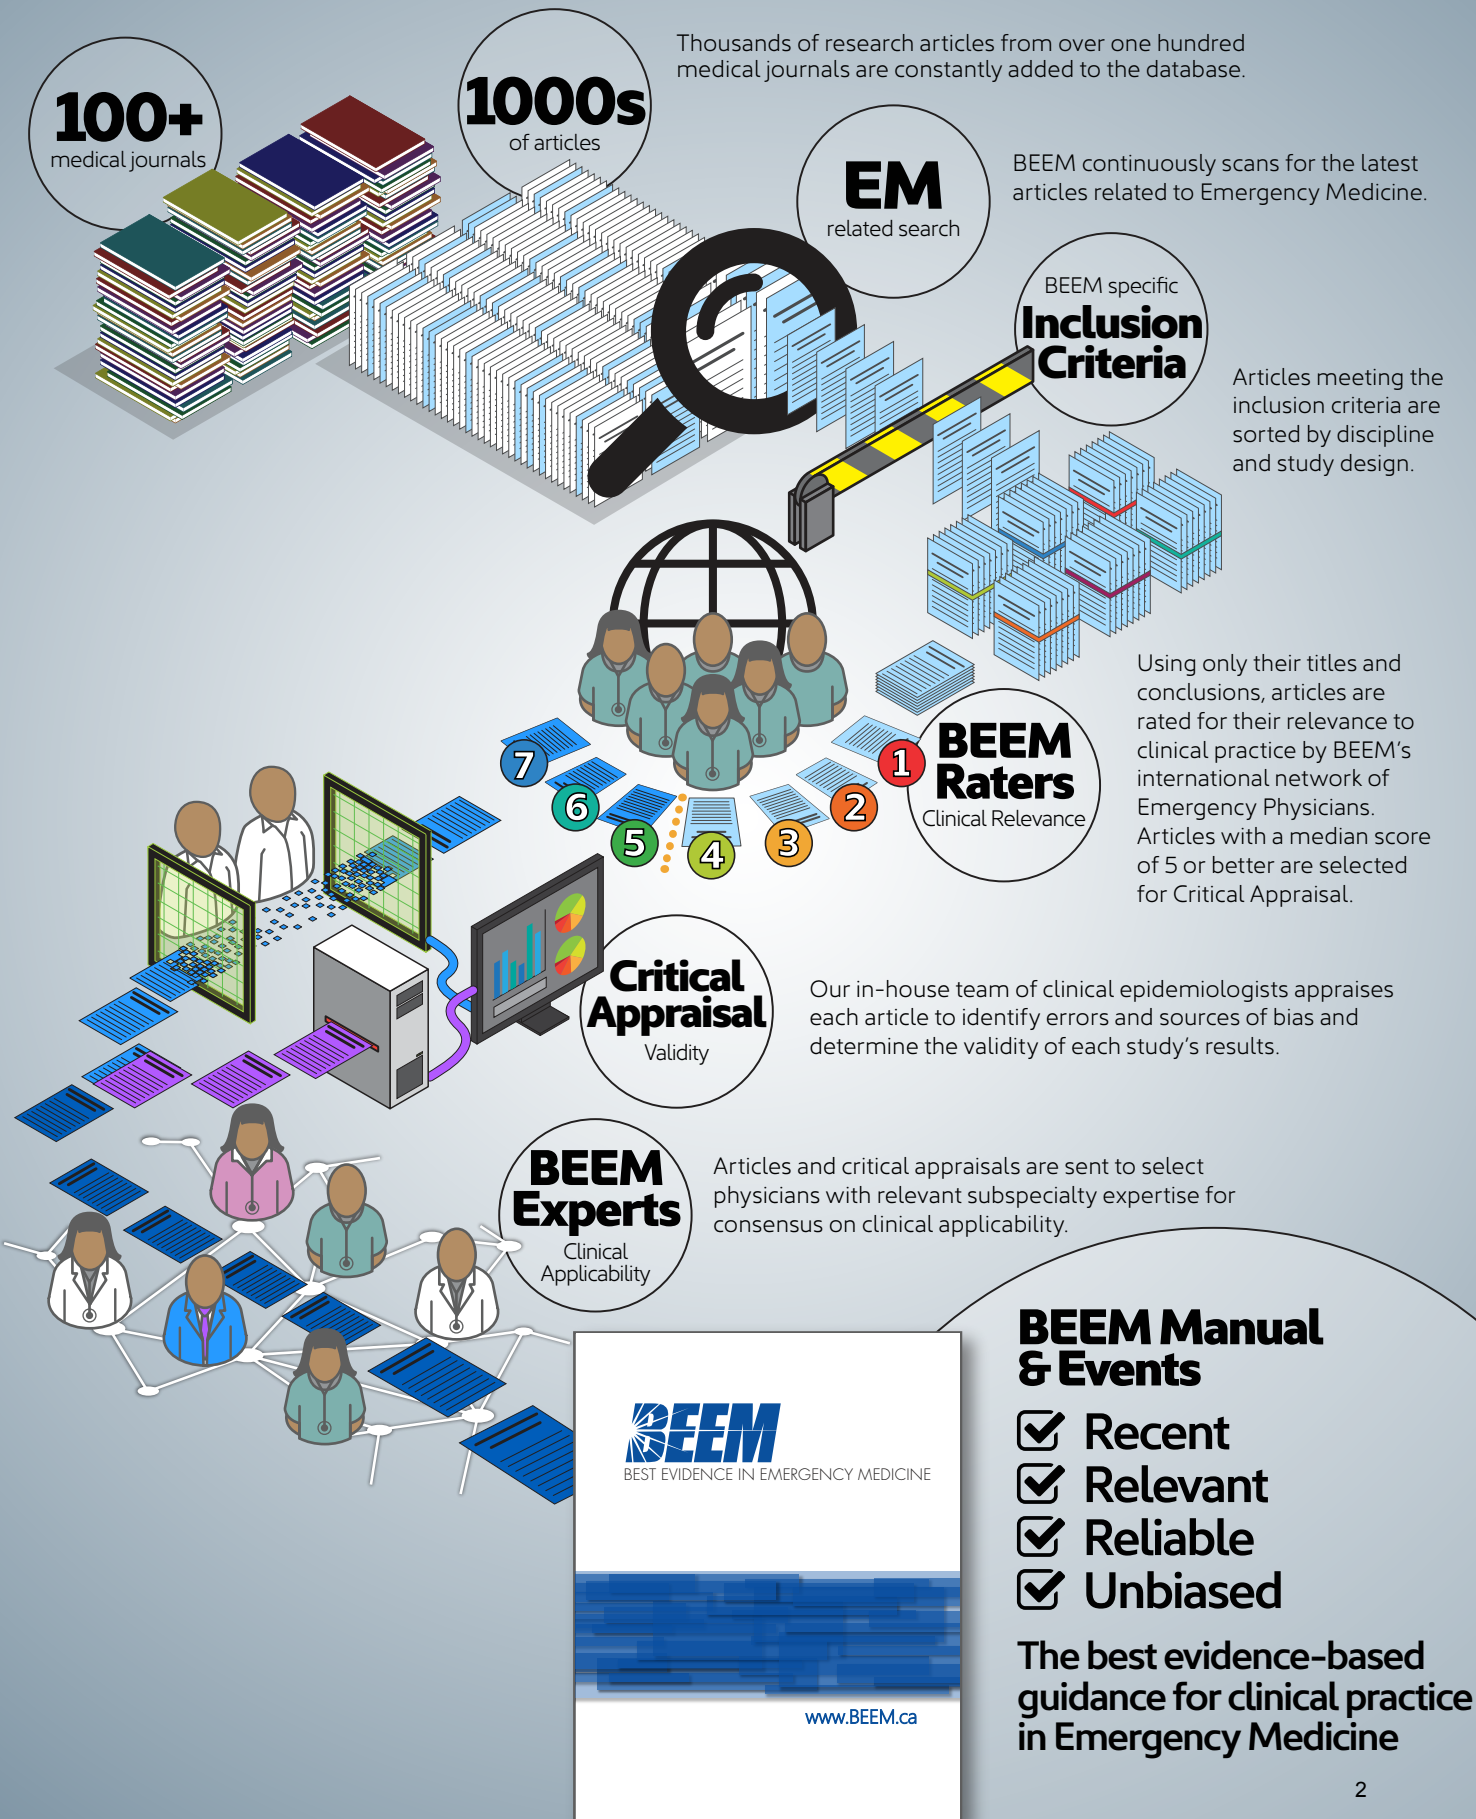 100+
medical journals
1000s
of articles
Thousands of research articles from over one hundred
medical journals are constantly added to the database.
EM
related search
BEEM continuously scans for the latest
articles related to Emergency Medicine.
BEEM specific
Inclusion
Criteria
Articles meeting the
inclusion criteria are
sorted by discipline
and study design.
BEEM
Raters
Clinical Relevance
Using only their titles and
conclusions, articles are
rated for their relevance to
clinical practice by BEEM's
international network of
Emergency Physicians.
Articles with a median score
of 5 or better are selected
for Critical Appraisal.
1
2
3
4
5
6
7
Critical
Appraisal
Validity
Our in-house team of clinical epidemiologists appraises
each article to identify errors and sources of bias and
determine the validity of each study's results.
BEEM
Experts
Clinical
Applicability
Articles and critical appraisals are sent to select
physicians with relevant subspecialty expertise for
consensus on clinical applicability.
BEEM
BEST EVIDENCE IN EMERGENCY MEDICINE
www.BEEM.ca
BEEM Manual
& Events
Recent
Relevant
Reliable
Unbiased
The best evidence-based
guidance for clinical practice
in Emergency Medicine
2